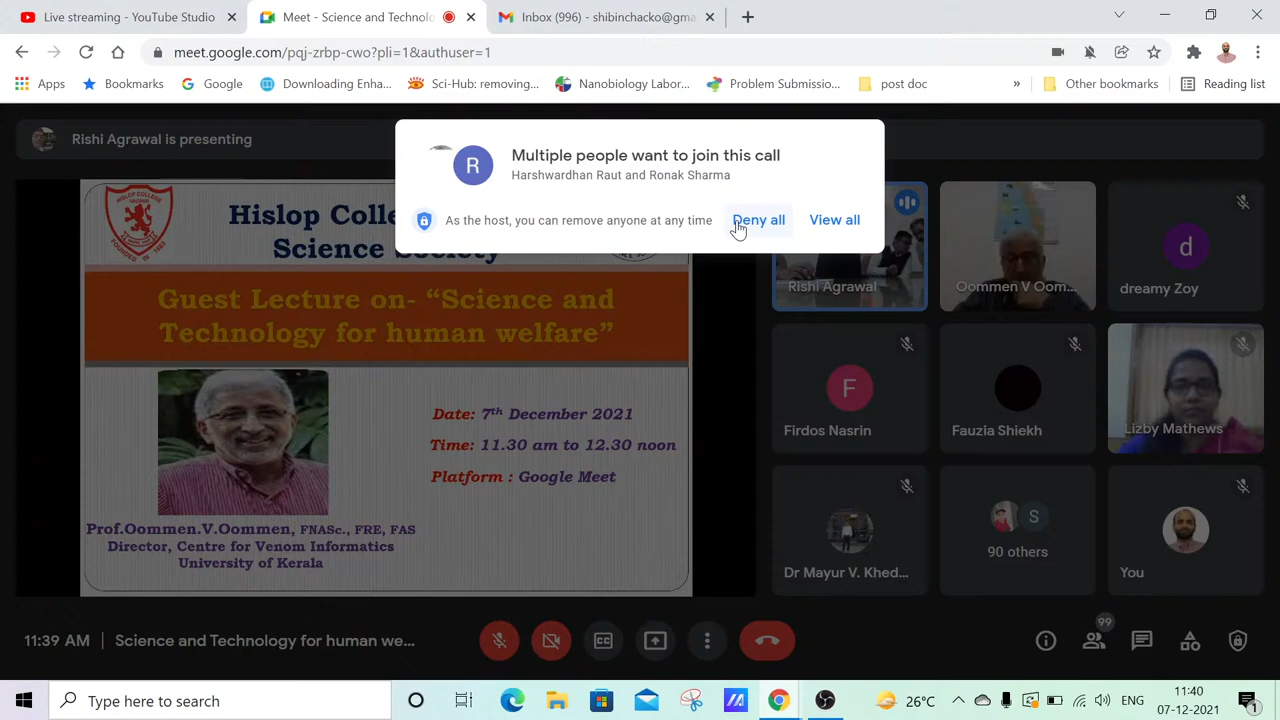 Live streaming - YouTube Studio
Meet - Science and Technolo
Inbox (996) - shibinchacko@gma
meet.google.com/pqj-zrbp-cwo?pli=1&authuser=1
Apps
Bookmarks
Google
Downloading Enha...
Sci-Hub: removing...
Nanobiology Labor...
Problem Submissio...
post doc
»
Other bookmarks
Reading list
Rishi Agrawal is presenting
R
Multiple people want to join this call
Harshwardhan Raut and Ronak Sharma
As the host, you can remove anyone at any time
Deny all
View all
HISLOP COLLEGE
NAGPUR
Hislop Colle
Science Society
Guest Lecture on- “Science and
Technology for human welfare”
Date: 7th December 2021
Time: 11.30 am to 12.30 noon
Platform : Google Meet
Prof.Oommen.V.Oommen, FNASc., FRE, FAS
Director, Centre for Venom Informatics
University of Kerala
Rishi Agrawal
Oommen V Oom...
d
dreamy Zoy
F
Firdos Nasrin
Fauzia Shiekh
Lizby Mathews
Dr Mayur V. Khed...
S
90 others
You
11:39 AM
Science and Technology for human we...
CC
99
Type here to search
26°C
ENG
11:40
07-12-2021
1